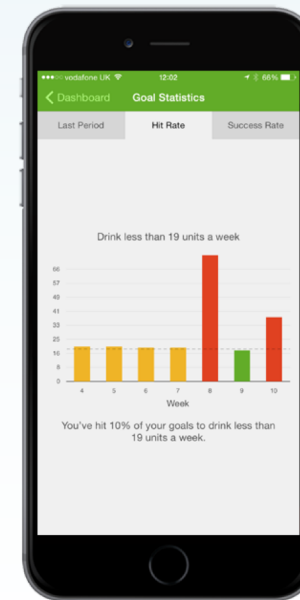 vodafone UK 12:02 66%
Dashboard Goal Statistics
Last Period Hit Rate Success Rate
Drink less than 19 units a week
66
57
49
41
33
25
16
8
0
4 5 6 7 8 9 10
Week
You've hit 10% of your goals to drink less than
19 units a week.